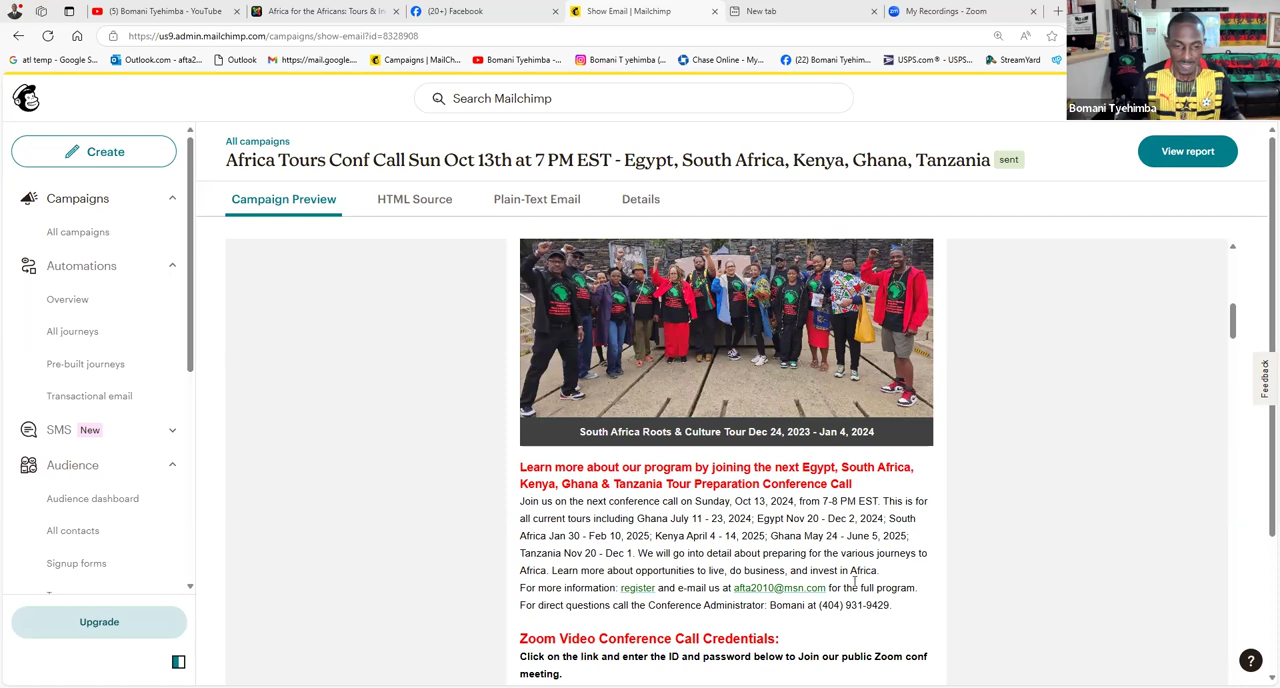 (5) Bomani Tyehimba - YouTube
Africa for the Africans: Tours & In
(20+) Facebook
Show Email | Mailchimp
New tab
My Recordings - Zoom
https://us9.admin.mailchimp.com/campaigns/show-email?id=8328908
atl temp - Google S...
Outlook.com - afta2...
Outlook
https://mail.google....
Campaigns | MailCh...
Bomani Tyehimba -...
Bomani T yehimba (...
Chase Online - My...
(22) Bomani Tyehim...
USPS.com® - USPS...
StreamYard
Bomani Tyehimba
Search Mailchimp
Create
All campaigns
Africa Tours Conf Call Sun Oct 13th at 7 PM EST - Egypt, South Africa, Kenya, Ghana, Tanzania
sent
View report
Campaign Preview
HTML Source
Plain-Text Email
Details
Campaigns
All campaigns
Automations
Overview
All journeys
Pre-built journeys
Transactional email
SMS New
Audience
Audience dashboard
All contacts
Signup forms
Upgrade
South Africa Roots & Culture Tour Dec 24, 2023 - Jan 4, 2024
Learn more about our program by joining the next Egypt, South Africa,
Kenya, Ghana & Tanzania Tour Preparation Conference Call
Join us on the next conference call on Sunday, Oct 13, 2024, from 7-8 PM EST. This is for
all current tours including Ghana July 11 - 23, 2024; Egypt Nov 20 - Dec 2, 2024; South
Africa Jan 30 - Feb 10, 2025; Kenya April 4 - 14, 2025; Ghana May 24 - June 5, 2025;
Tanzania Nov 20 - Dec 1. We will go into detail about preparing for the various journeys to
Africa. Learn more about opportunities to live, do business, and invest in Africa.
For more information: register and e-mail us at afta2010@msn.com for the full program.
For direct questions call the Conference Administrator: Bomani at (404) 931-9429.
Zoom Video Conference Call Credentials:
Click on the link and enter the ID and password below to Join our public Zoom conf
meeting.
Feedback
?